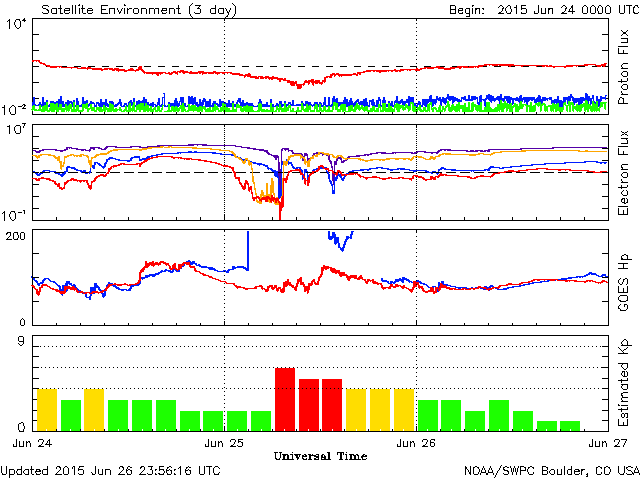 Satellite Environment (3 day) Begin: 2015 Jun 24 0000 UTC
10^4
Proton Flux
10^-2
10^7
Electron Flux
10^-1
200
GOES Hp
0
9
Estimated Kp
0
Jun 24 Jun 25 Jun 26 Jun 27
Universal Time
Updated 2015 Jun 26 23:56:16 UTC NOAA/SWPC Boulder, CO USA